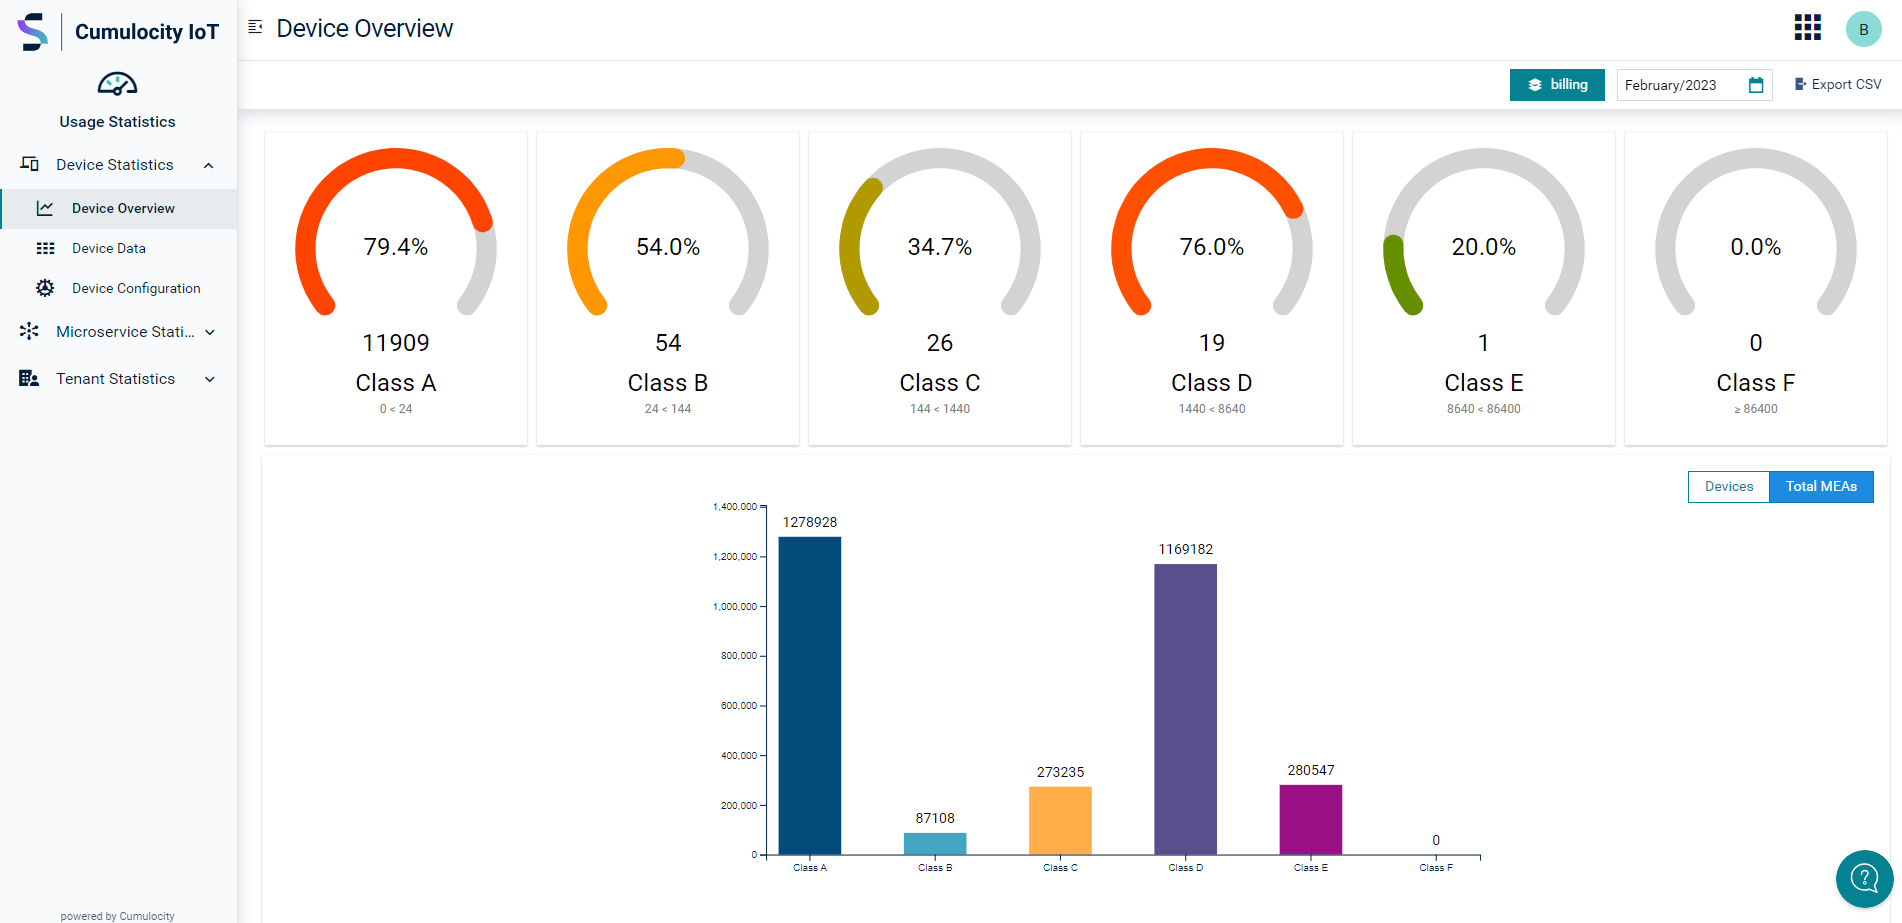 Cumulocity IoT
Usage Statistics
Device Statistics
Device Overview
Device Data
Device Configuration
Microservice Stati...
Tenant Statistics
powered by Cumulocity
Device Overview
B
billing
February/2023
Export CSV
79.4%
11909
Class A
0 < 24
54.0%
54
Class B
24 < 144
34.7%
26
Class C
144 < 1440
76.0%
19
Class D
1440 < 8640
20.0%
1
Class E
8640 < 86400
0.0%
0
Class F
≥ 86400
Devices
Total MEAs
1,400,000
1,200,000
1,000,000
800,000
600,000
400,000
200,000
0
1278928
87108
273235
1169182
280547
0
Class A
Class B
Class C
Class D
Class E
Class F
?